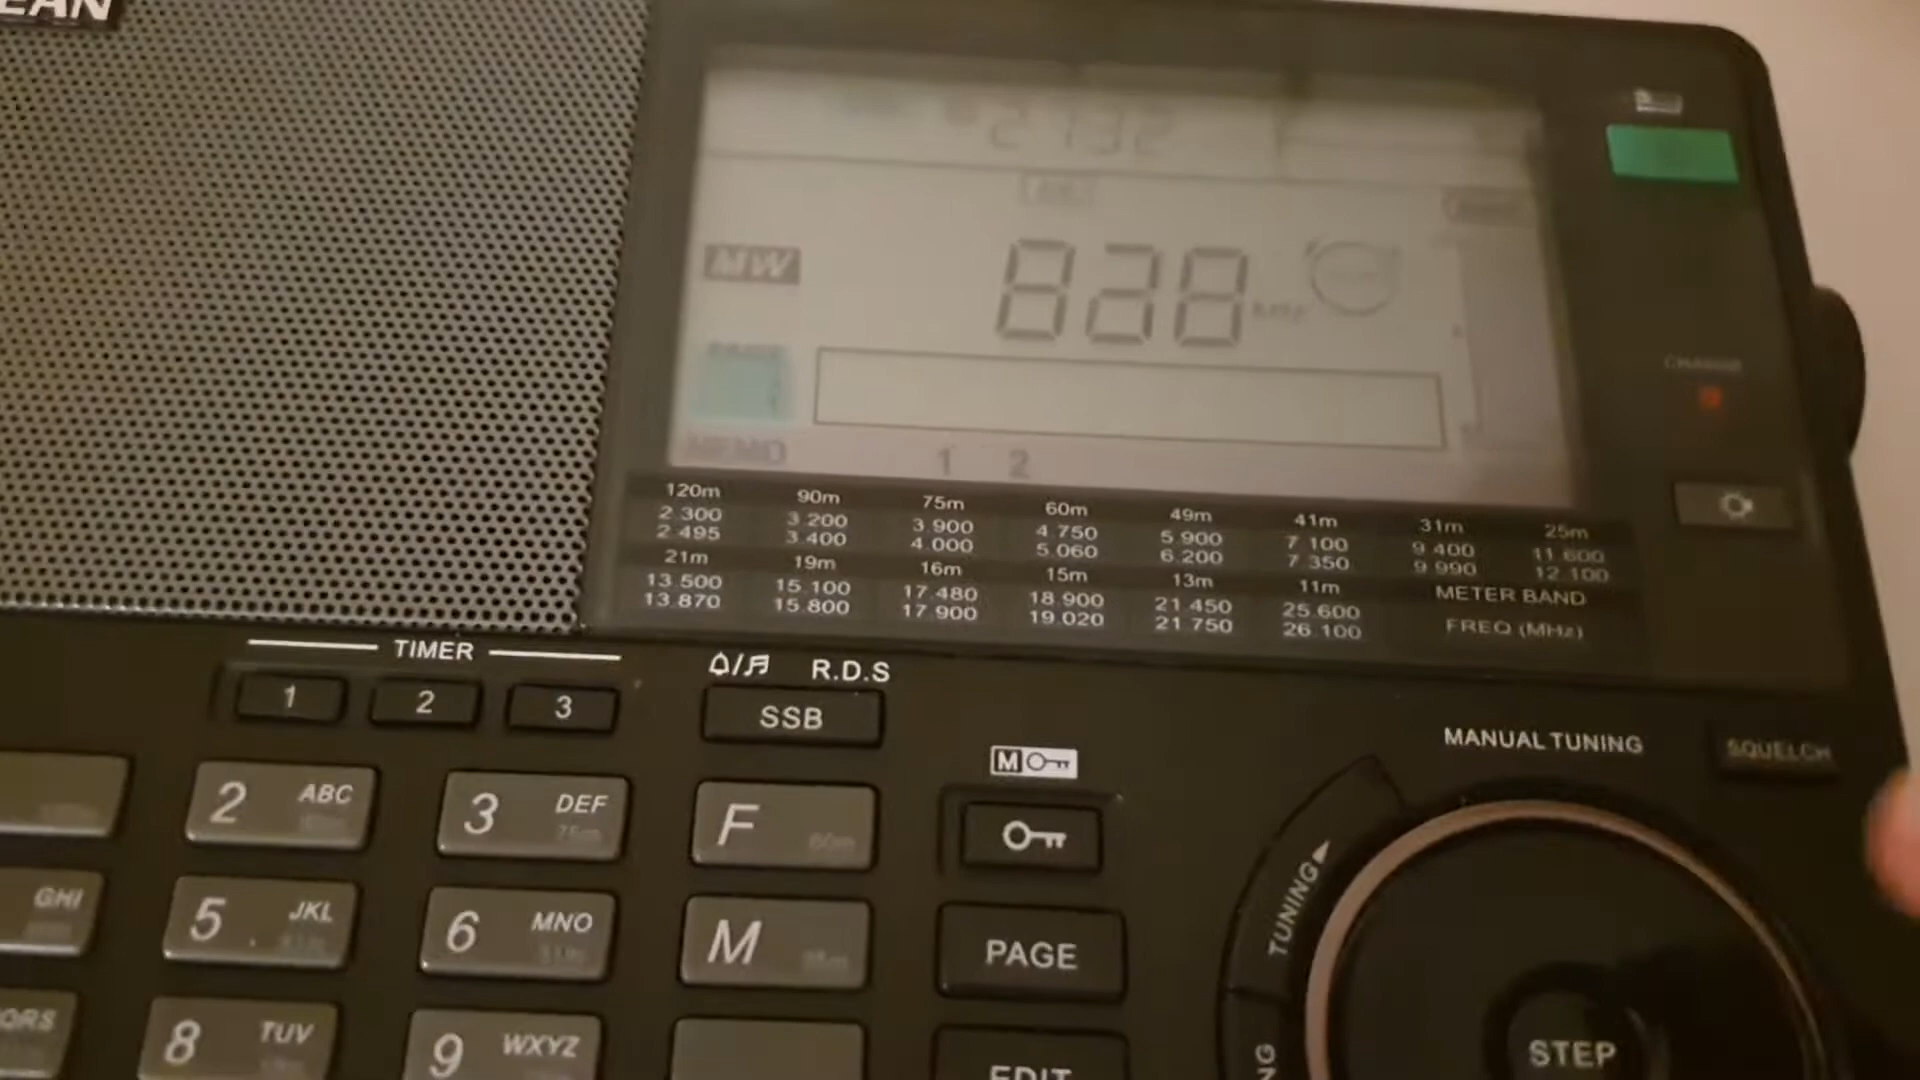 EAN
2132
MW
828
MEMO 1 2
120m 90m 75m 60m 49m 41m 31m 25m
2.300 3.200 3.900 4.750 5.900 7.100 9.400 11.600
2.495 3.400 4.000 5.060 6.200 7.350 9.990 12.100
21m 19m 16m 15m 13m 11m METER BAND
13.500 15.100 17.480 18.900 21.450 25.600 FREQ (MHz)
13.870 15.800 17.900 19.020 21.750 26.100
TIMER
1 2 3
R.D.S
SSB
MANUAL TUNING
SQUELCH
M
2 ABC
3 DEF
F
TUNING
GHI
5 JKL
6 MNO
M
PAGE
QRS
8 TUV
9 WXYZ
EDIT
STEP